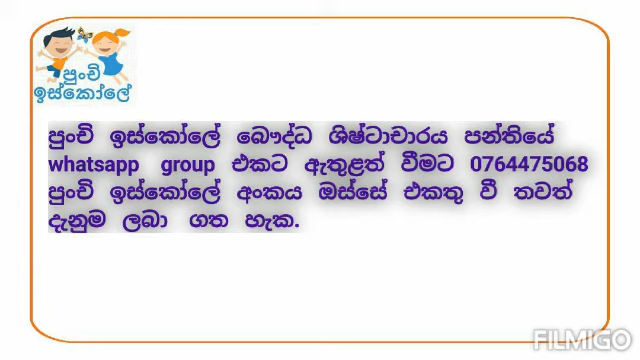 පුංචි
ඉස්කෝලේ
පුංචි ඉස්කෝලේ බෞද්ධ ශිෂ්ටාචාරය පන්තියේ
whatsapp group එකට ඇතුළත් වීමට 0764475068
පුංචි ඉස්කෝලේ අංකය ඔස්සේ එකතු වී තවත්
දැනුම ලබා ගත හැක.
FILMIGO